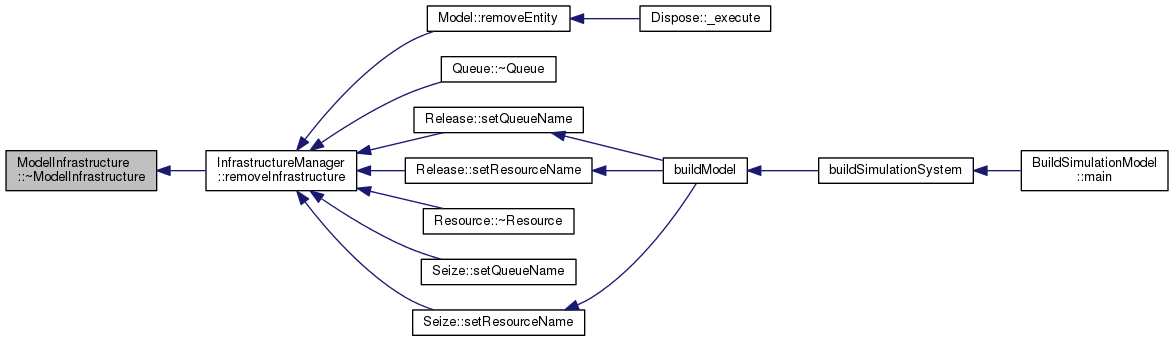 ModelInfrastructure
::~ModelInfrastructure
InfrastructureManager
::removeInfrastructure
Model::removeEntity
Dispose::_execute
Queue::~Queue
Release::setQueueName
Release::setResourceName
Resource::~Resource
Seize::setQueueName
Seize::setResourceName
buildModel
buildSimulationSystem
BuildSimulationModel
::main